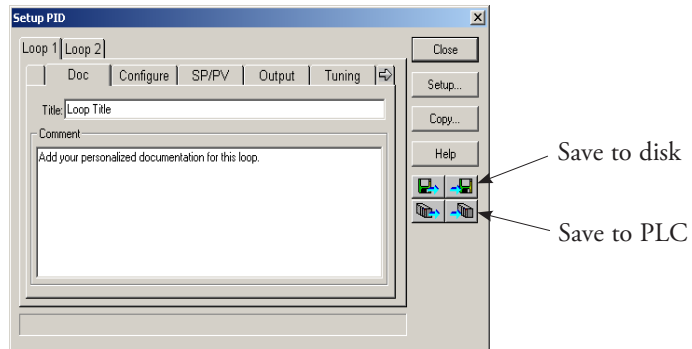 Setup PID
Loop 1 Loop 2
Close
Doc Configure SP/PV Output Tuning
Setup...
Title: Loop Title
Copy...
Comment
Add your personalized documentation for this loop.
Help
Save to disk
Save to PLC